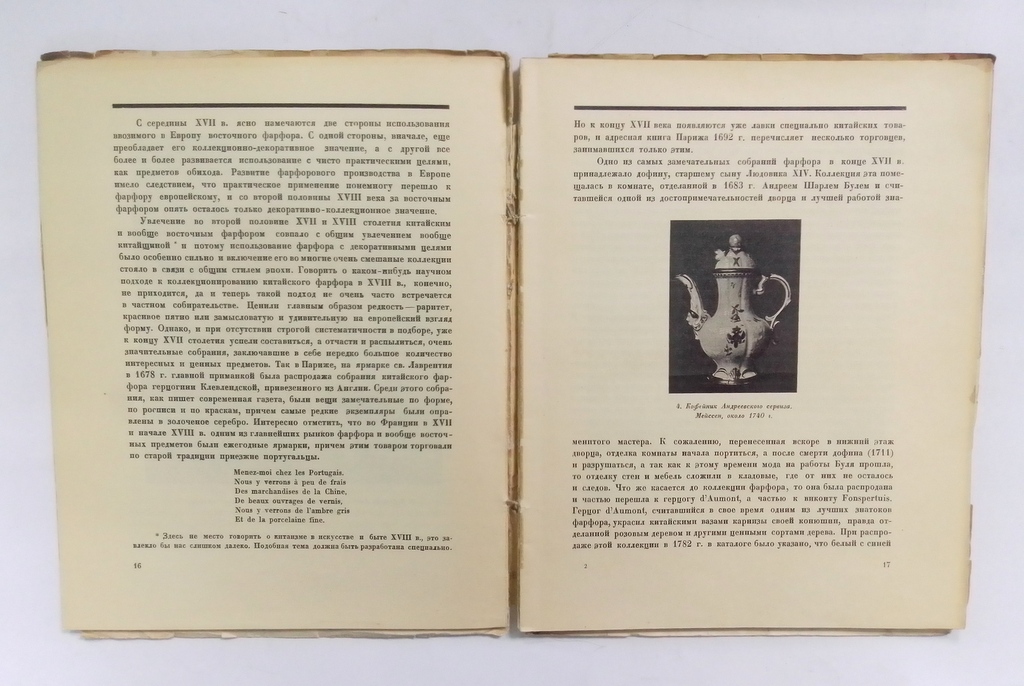 С середины XVII в. ясно намечаются две стороны использования
ввозимого в Европу восточного фарфора. С одной стороны, вначале, еще
преобладает его коллекционно-декоративное значение, а с другой все
более и более развивается использование с чисто практическими целями,
как предметов обихода. Развитие фарфорового производства в Европе
имело следствием, что практическое применение понемногу перешло к
фарфору европейскому, и со второй половины XVIII века за восточным
фарфором опять осталось только декоративно-коллекционное значение.
Увлечение во второй половине XVII и XVIII столетия китайским
и вообще восточным фарфором совпало с общим увлечением вообще
китайщиной * и потому использование фарфора с декоративными целями
было особенно сильно и включение его во многие очень смешаные коллекции
стояло в связи с общим стилем эпохи. Говорить о каком-нибудь научном
подходе к коллекционированию китайского фарфора в XVIII в., конечно,
не приходится, да и теперь такой подход не очень часто встречается
в частном собирательстве. Ценили главным образом редкость—раритет,
красивое пятно или замысловатую и удивительную на европейский взгляд
форму. Однако, и при отсутствии строгой систематичности в подборе, уже
к концу XVII столетия успели составиться, а отчасти и распылиться, очень
значительные собрания, заключавшие в себе нередко большое количество
интересных и ценных предметов. Так в Париже, на ярмарке св. Лаврентия
в 1678 г. главной приманкой была распродажа собрания китайского фар-
фора герцогини Клевлендской, привезенного из Англии. Среди этого собра-
ния, как пишет современная газета, были вещи замечательные по форме,
по росписи и по краскам, причем самые редкие экземпляры были опра-
влены в золоченое серебро. Интересно отметить, что во Франции в XVII
и начале XVIII в. одним из главнейших рынков фарфора и вообще восточ-
ных предметов были ежегодные ярмарки, причем этим товаром торговали
по старой традиции приезжие португальцы.
Menez-moi chez les Portugais.
Nous y verrons à peu de frais
Des marchandises de la Chine,
De beaux ouvrages de vernis,
Nous y verrons de l'ambre gris
Et de la porcelaine fine.
* Здесь не место говорить о китаизме в искусстве и быте XVIII в., это за-
влекло бы нас слишком далеко. Подобная тема должна быть разработана специально.
16
Но к концу XVII века появляются уже лавки специально китайских това-
ров, и адресная книга Парижа 1692 г. перечисляет несколько торговцев,
занимавшихся только этим.
Одно из самых замечательных собраний фарфора в конце XVII в.
принадлежало дофину, старшему сыну Людовика XIV. Коллекция эта поме-
щалась в комнате, отделанной в 1683 г. Андреем Шарлем Булем и счи-
тавшейся одной из достопримечательностей дворца и лучшей работой зна-
4. Кофейник Андреевского сервиза.
Мейссен, около 1740 г.
менитого мастера. К сожалению, перенесенная вскоре в нижний этаж
дворца, отделка комнаты начала портиться, а после смерти дофина (1711)
и разрушаться, а так как к этому времени мода на работы Буля прошла,
то отделку стен и мебель сложили в кладовые, где от них не осталось
и следов. Что же касается до коллекции фарфора, то она была распродана
и частью перешла к герцогу d'Aumont, а частью к виконту Fonspertuis.
Герцог d'Aumont, считавшийся в свое время одним из лучших знатоков
фарфора, украсил китайскими вазами карнизы своей конюшни, правда от-
деланной розовым деревом и другими ценными сортами дерева. При распро-
даже этой коллекции в 1782 г. в каталоге было указано, что белый с синей
2
17